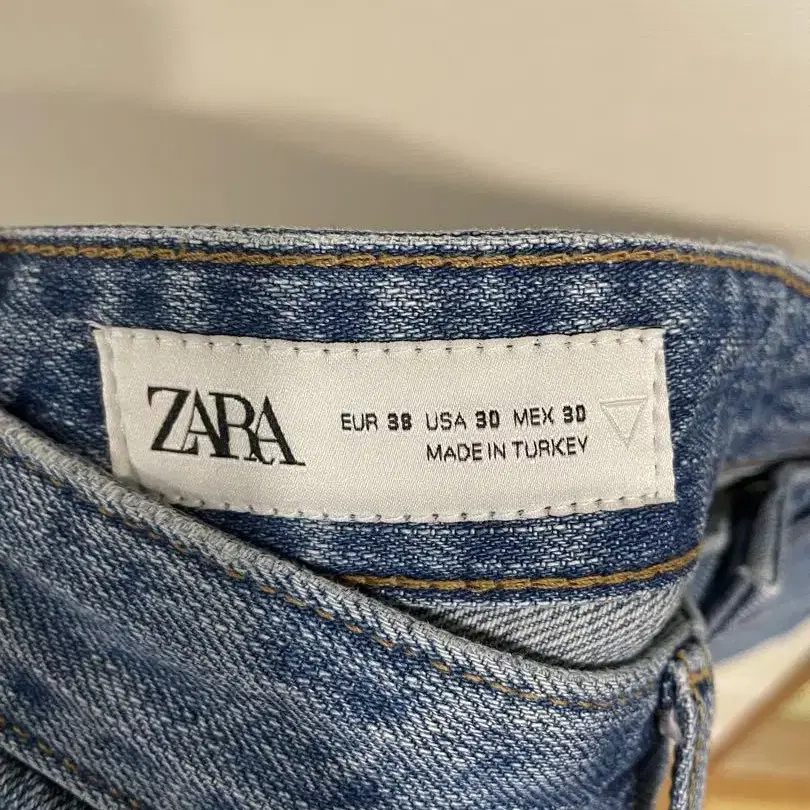 ZARA
EUR 38 USA 30 MEX 30
MADE IN TURKEY